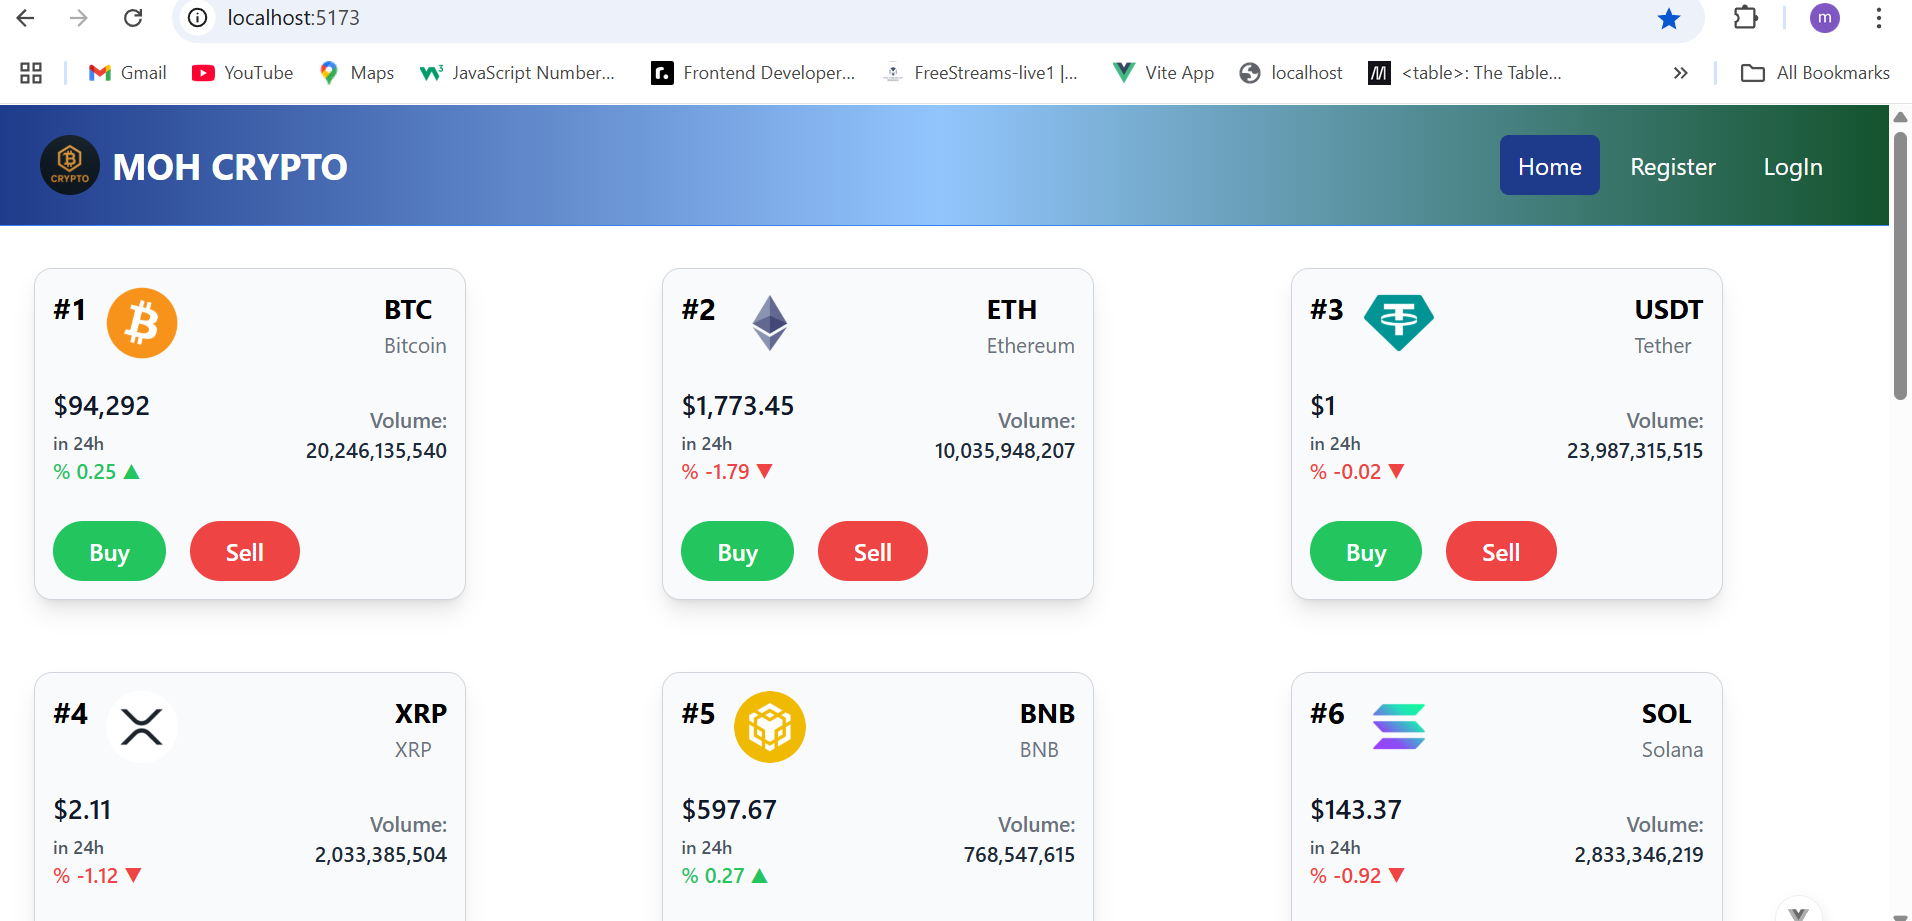 localhost:5173
m
Gmail
YouTube
Maps
JavaScript Number...
Frontend Developer...
FreeStreams-live1 |...
Vite App
localhost
<table>: The Table...
All Bookmarks
CRYPTO
MOH CRYPTO
Home
Register
LogIn
#1
BTC
Bitcoin
$94,292
in 24h
% 0.25 ▲
Volume:
20,246,135,540
Buy
Sell
#2
ETH
Ethereum
$1,773.45
in 24h
% -1.79 ▼
Volume:
10,035,948,207
Buy
Sell
#3
USDT
Tether
$1
in 24h
% -0.02 ▼
Volume:
23,987,315,515
Buy
Sell
#4
XRP
XRP
$2.11
in 24h
% -1.12 ▼
Volume:
2,033,385,504
#5
BNB
BNB
$597.67
in 24h
% 0.27 ▲
Volume:
768,547,615
#6
SOL
Solana
$143.37
in 24h
% -0.92 ▼
Volume:
2,833,346,219